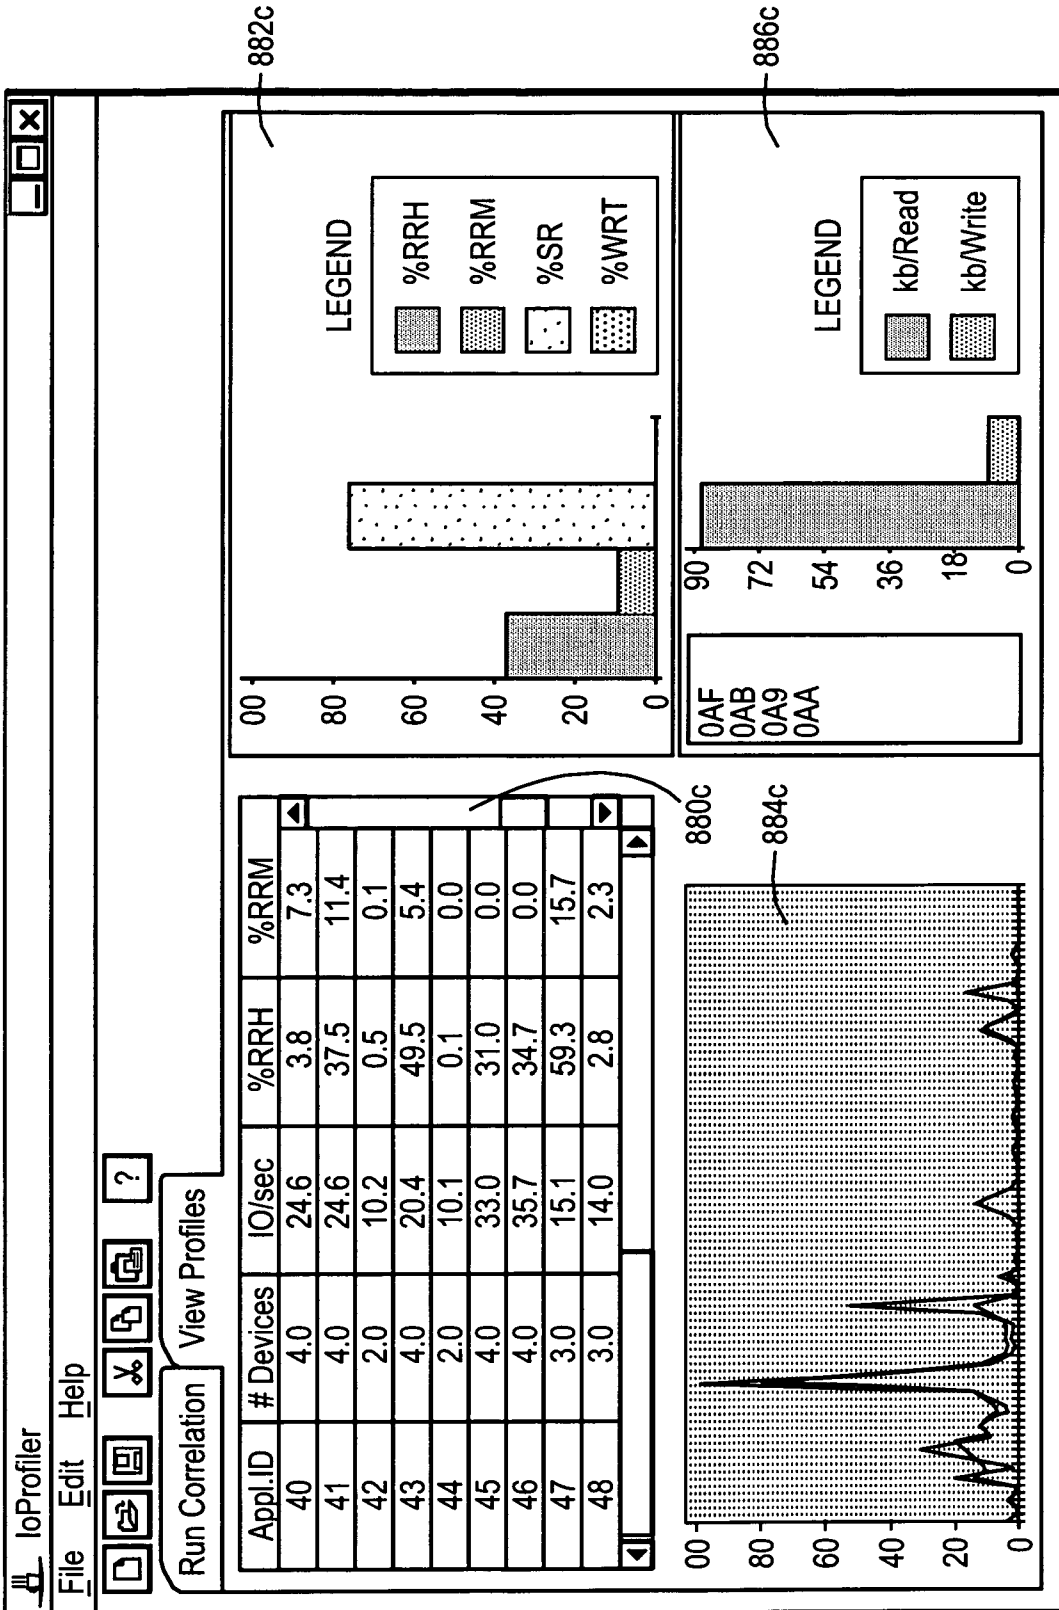 IoProfiler
File Edit Help
?
Run Correlation View Profiles
Appl.ID # Devices IO/sec %RRH %RRM
40 4.0 24.6 3.8 7.3
41 4.0 24.6 37.5 11.4
42 2.0 10.2 0.5 0.1
43 4.0 20.4 49.5 5.4
44 2.0 10.1 0.1 0.0
45 4.0 33.0 31.0 0.0
46 4.0 35.7 34.7 0.0
47 3.0 15.1 59.3 15.7
48 3.0 14.0 2.8 2.3
880c
882c
00
80
60
40
20
0
LEGEND
%RRH
%RRM
%SR
%WRT
884c
00
80
60
40
20
0
0AF
0AB
0A9
0AA
886c
90
72
54
36
18
0
LEGEND
kb/Read
kb/Write